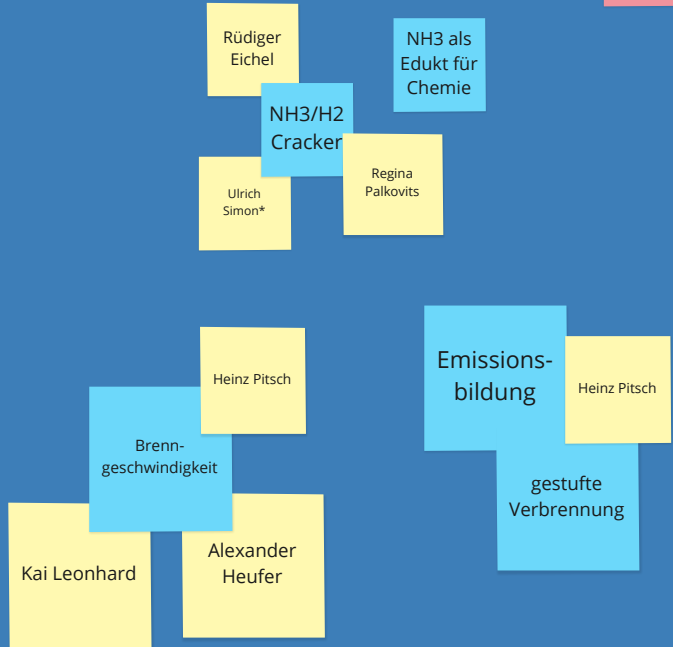 Rüdiger
Eichel
NH3 als
Edukt für
Chemie
NH3/H2
Cracker
Ulrich
Simon*
Regina
Palkovits
Heinz Pitsch
Brenn-
geschwindigkeit
Kai Leonhard
Alexander
Heufer
Emissions-
bildung
Heinz Pitsch
gestufte
Verbrennung